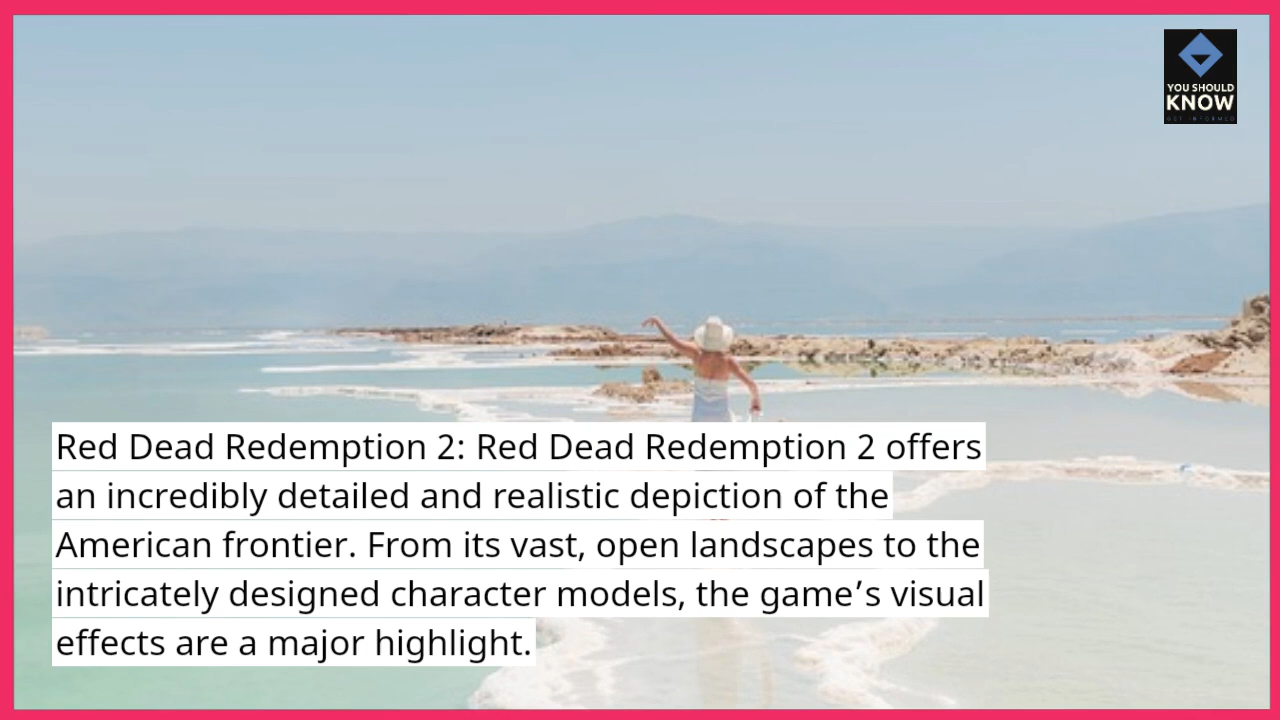 YOU SHOULD
KNOW
GET INFORMED
Red Dead Redemption 2: Red Dead Redemption 2 offers
an incredibly detailed and realistic depiction of the
American frontier. From its vast, open landscapes to the
intricately designed character models, the game’s visual
effects are a major highlight.